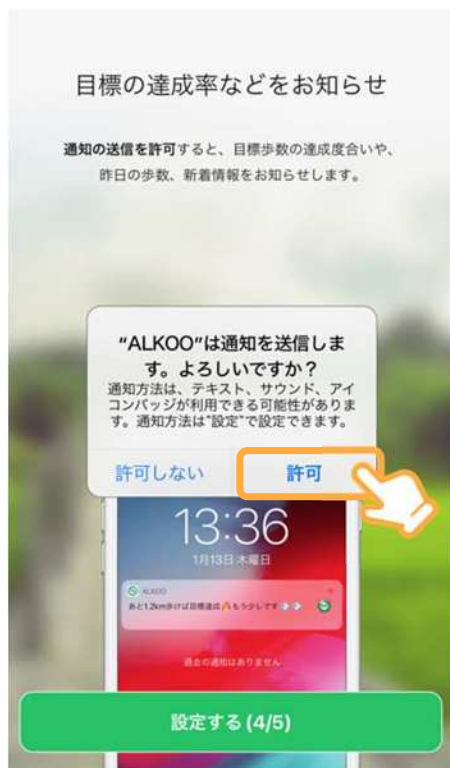 目標の達成率などをお知らせ
通知の送信を許可すると、目標歩数の達成度合いや、
昨日の歩数、新着情報をお知らせします。
“ALKOO”は通知を送信しま
す。よろしいですか？
通知方法は、テキスト、サウンド、アイ
コンバッジが利用できる可能性がありま
す。通知方法は“設定”で設定できます。
許可しない
許可
13:36
1月13日 木曜日
ALKOO
あと1.2km歩けば目標達成🔥もう少しです👏👏
過去の通知はありません
設定する (4/5)